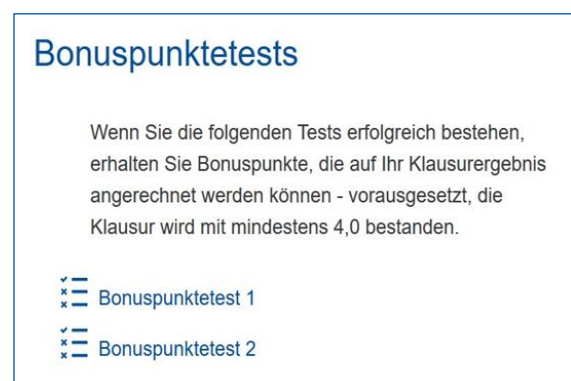 Bonuspunktetests
Wenn Sie die folgenden Tests erfolgreich bestehen,
erhalten Sie Bonuspunkte, die auf Ihr Klausurergebnis
angerechnet werden können - vorausgesetzt, die
Klausur wird mit mindestens 4,0 bestanden.
Bonuspunktetest 1
Bonuspunktetest 2